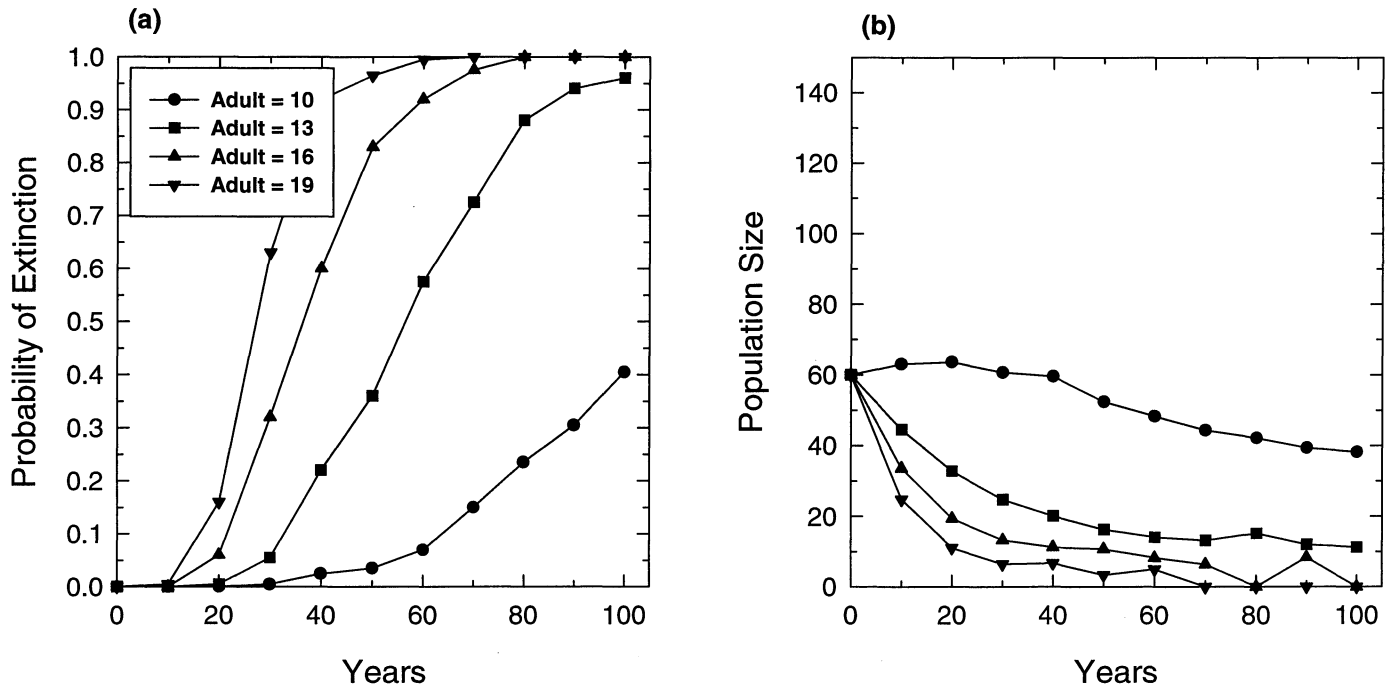 (a)
Probability of Extinction
1.0
0.9
0.8
0.7
0.6
0.5
0.4
0.3
0.2
0.1
0.0
Adult = 10
Adult = 13
Adult = 16
Adult = 19
0 20 40 60 80 100
Years
(b)
Population Size
140
120
100
80
60
40
20
0
0 20 40 60 80 100
Years